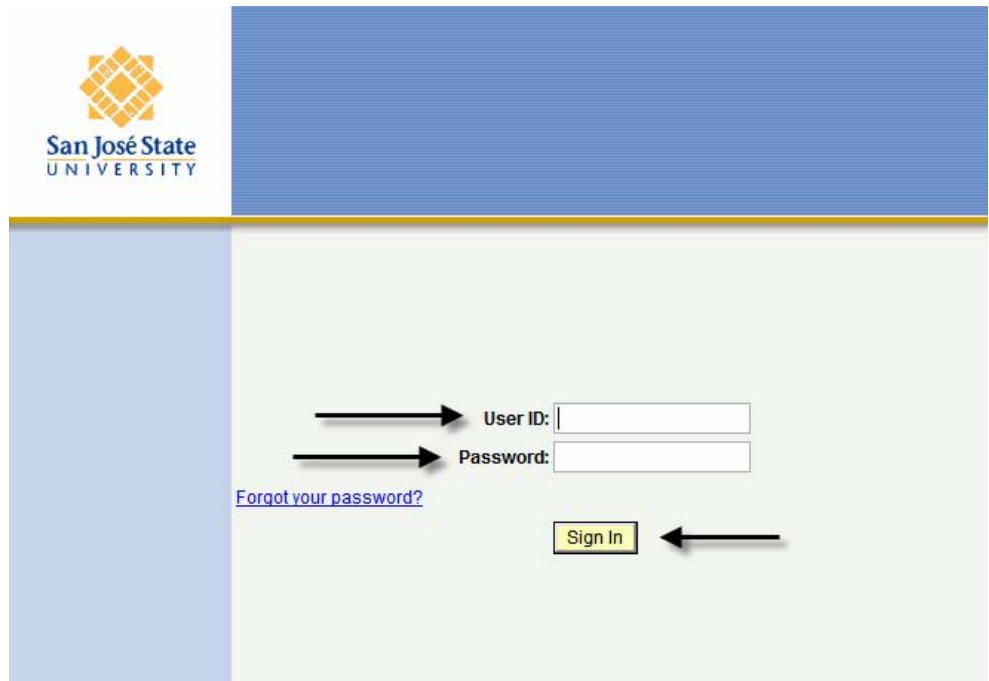 San José State
UNIVERSITY
User ID:
Password:
Forgot your password?
Sign In